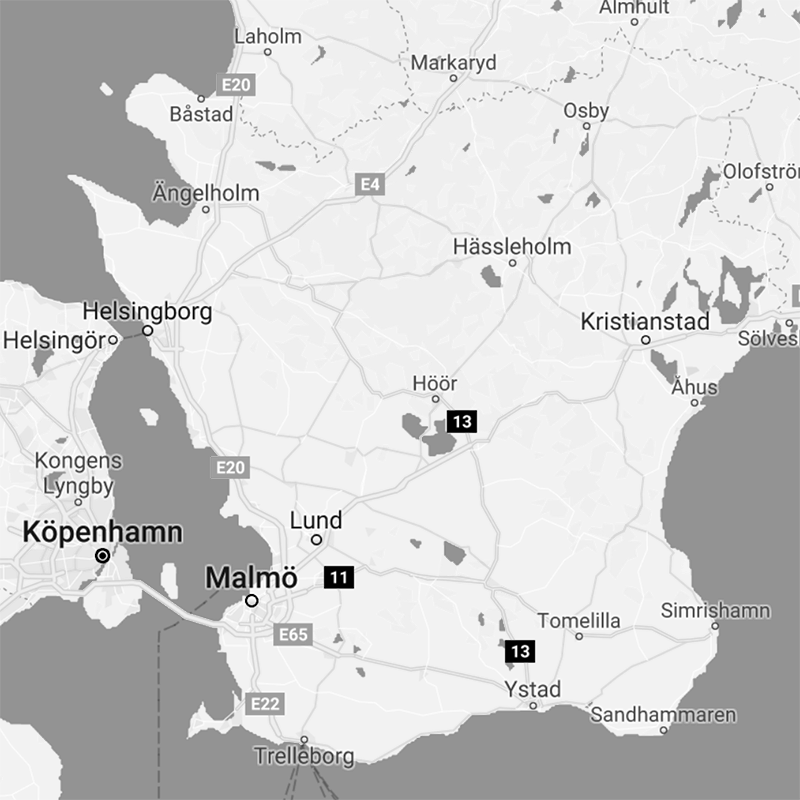 Älmhult
Laholm
Markaryd
E20
Båstad
Osby
Olofströ
E4
Ängelholm
Hässleholm
Helsingborg
Kristianstad
Helsingör
Sölves
Höör
Åhus
13
Kongens
Lyngby
E20
Lund
Köpenhamn
Malmö
11
Simrishamn
Tomelilla
E65
13
Ystad
E22
Sandhammaren
Trelleborg